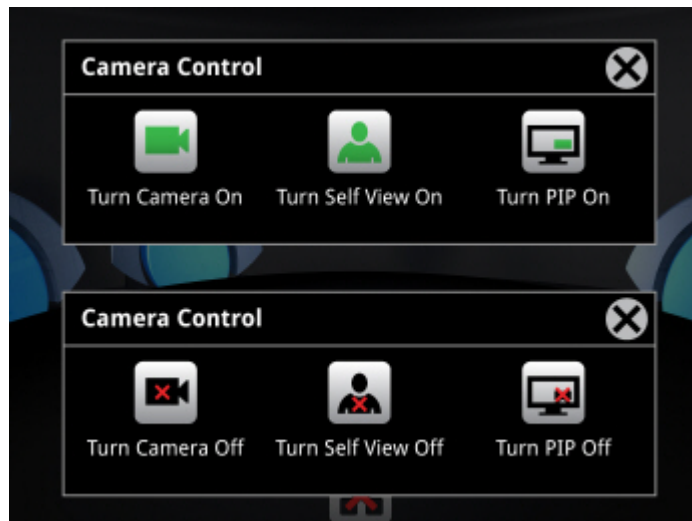 Camera Control
Turn Camera On Turn Self View On Turn PIP On
Camera Control
Turn Camera Off Turn Self View Off Turn PIP Off